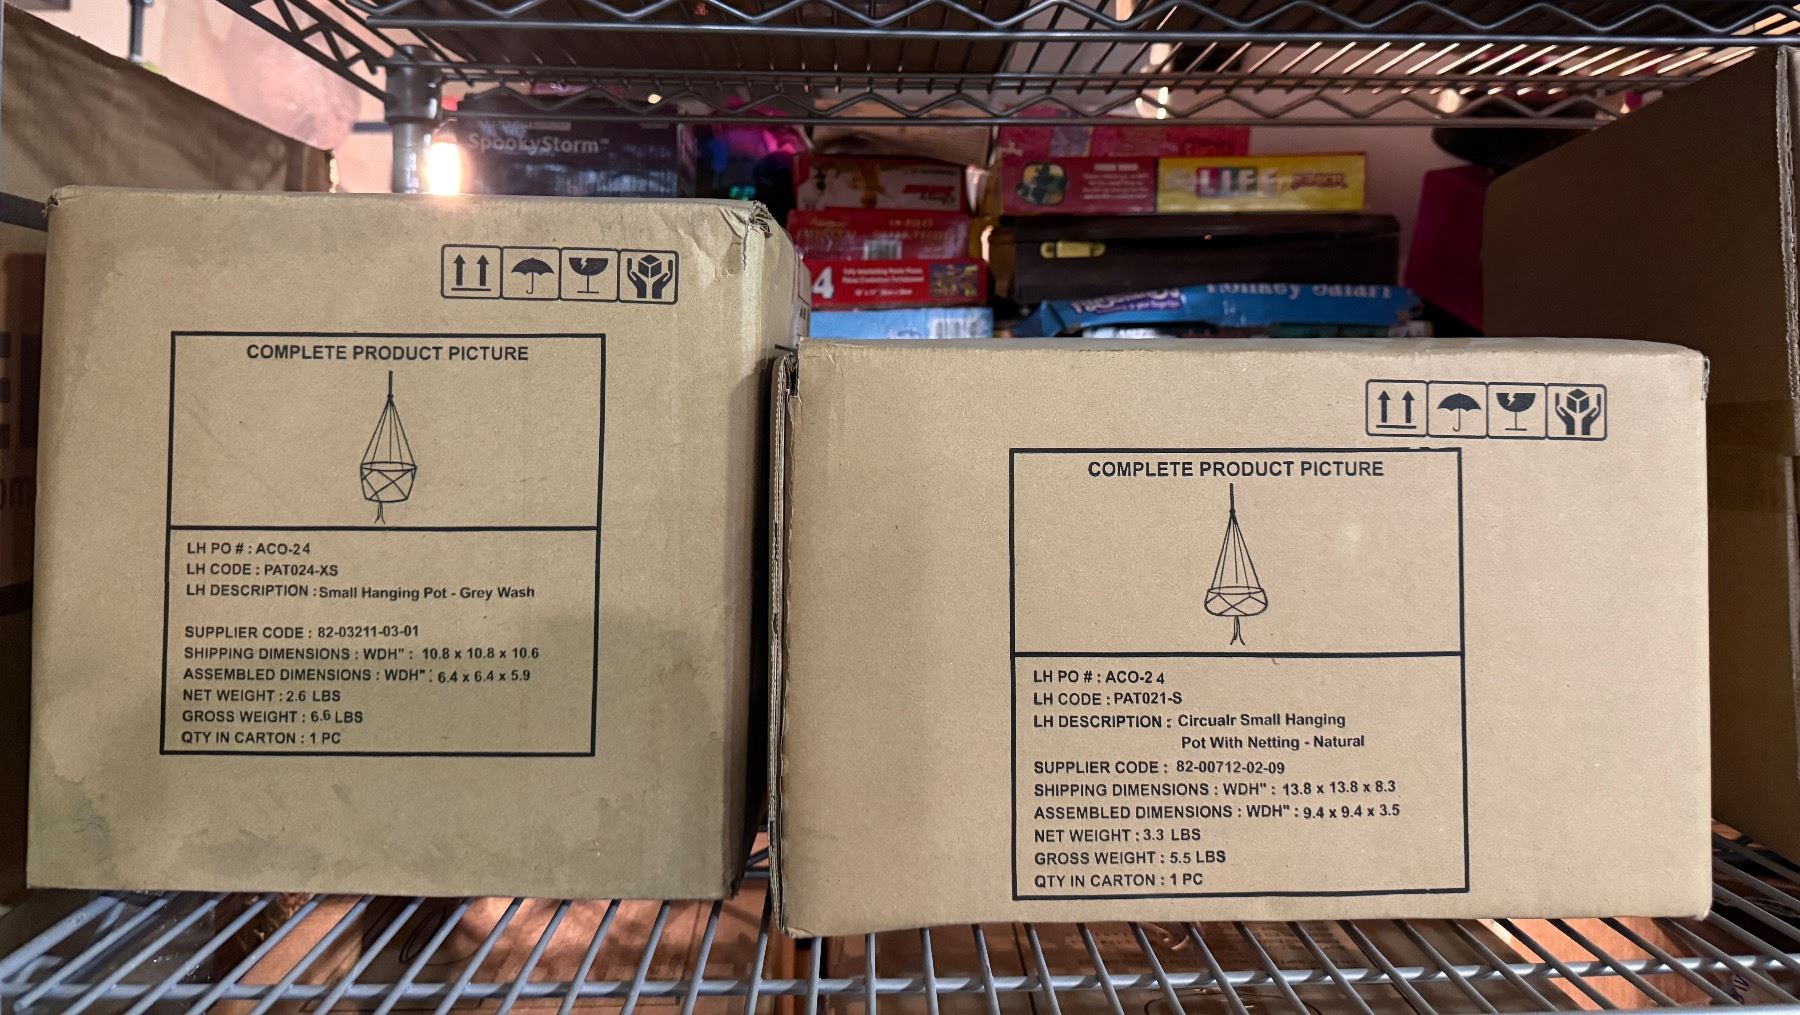 SpookyStorm™
LIFE
4
Monkey Safari
COMPLETE PRODUCT PICTURE
LH PO # : ACO-24
LH CODE : PAT024-XS
LH DESCRIPTION : Small Hanging Pot - Grey Wash
SUPPLIER CODE : 82-03211-03-01
SHIPPING DIMENSIONS : WDH" : 10.8 x 10.8 x 10.6
ASSEMBLED DIMENSIONS : WDH" : 6.4 x 6.4 x 5.9
NET WEIGHT : 2.6 LBS
GROSS WEIGHT : 6.6 LBS
QTY IN CARTON : 1 PC
COMPLETE PRODUCT PICTURE
LH PO # : ACO-24
LH CODE : PAT021-S
LH DESCRIPTION : Circualr Small Hanging
Pot With Netting - Natural
SUPPLIER CODE : 82-00712-02-09
SHIPPING DIMENSIONS : WDH" : 13.8 x 13.8 x 8.3
ASSEMBLED DIMENSIONS : WDH" : 9.4 x 9.4 x 3.5
NET WEIGHT : 3.3 LBS
GROSS WEIGHT : 5.5 LBS
QTY IN CARTON : 1 PC